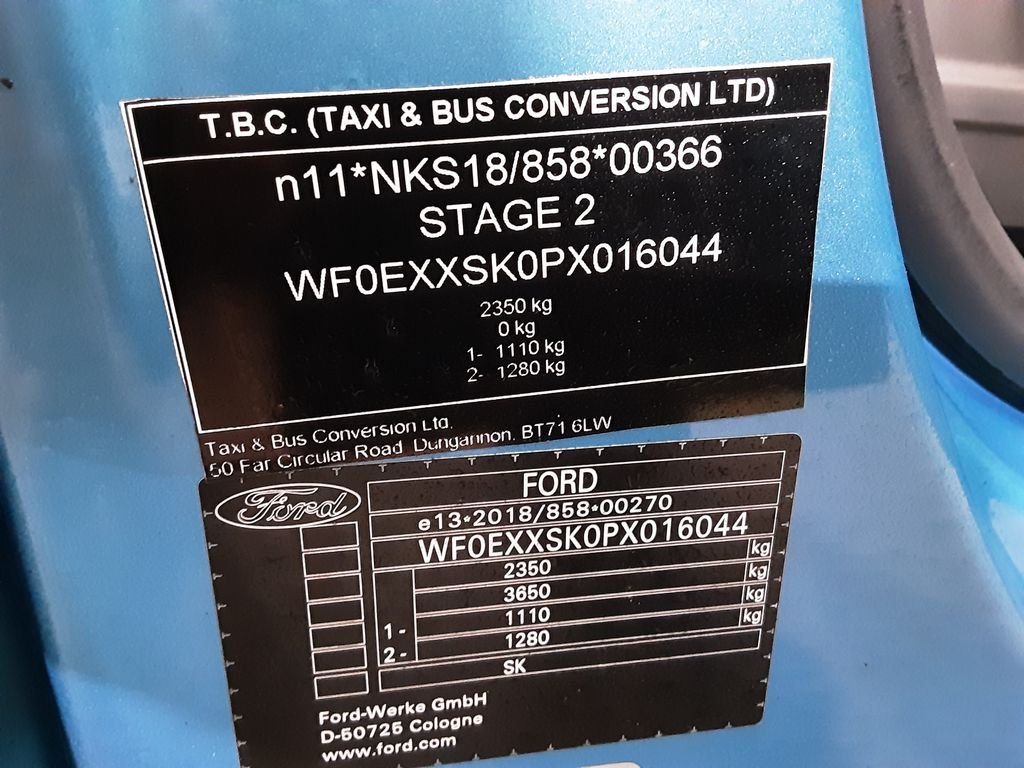 T.B.C. (TAXI & BUS CONVERSION LTD)
n11*NKS18/858*00366
STAGE 2
WF0EXXSK0PX016044
2350 kg
0 kg
1- 1110 kg
2- 1280 kg
Taxi & Bus Conversion Ltd.
50 Far Circular Road Dungannon. BT71 6LW
Ford
FORD
e13*2018/858*00270
WF0EXXSK0PX016044
2350 kg
3650 kg
1- 1110 kg
2- 1280 kg
SK
Ford-Werke GmbH
D-50725 Cologne
www.ford.com